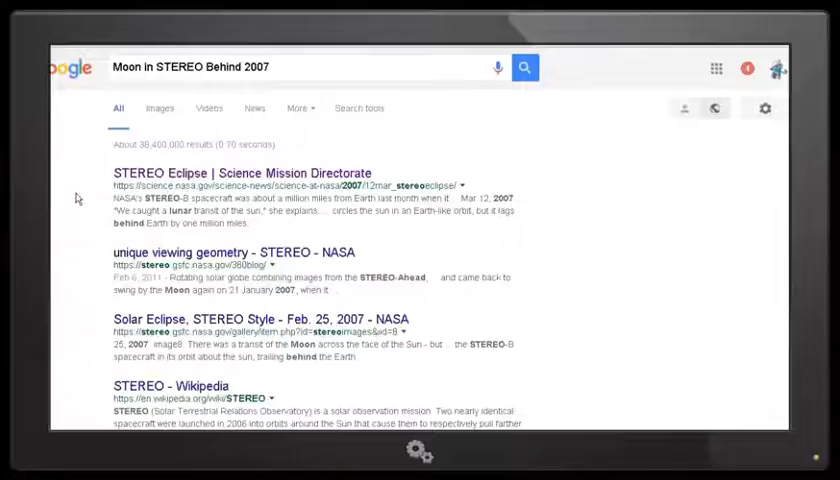 oogle
Moon in STEREO Behind 2007
All Images Videos News More Search tools
About 38,400,000 results (0.70 seconds)
STEREO Eclipse | Science Mission Directorate
https://science.nasa.gov/science-news/science-at-nasa/2007/12mar_stereoeclipse/
NASA's STEREO-B spacecraft was about a million miles from Earth last month when it ... Mar 12, 2007
"We caught a lunar transit of the sun," she explains. ... circles the sun in an Earth-like orbit, but it lags
behind Earth by one million miles.
unique viewing geometry - STEREO - NASA
https://stereo.gsfc.nasa.gov/360blog/
Feb 6, 2011 - Rotating solar globe combining images from the STEREO-Ahead, ... and came back to
swing by the Moon again on 21 January 2007, when it ...
Solar Eclipse, STEREO Style - Feb. 25, 2007 - NASA
https://stereo.gsfc.nasa.gov/gallery/item.php?id=stereoimages&iid=8
25, 2007. image8. There was a transit of the Moon across the face of the Sun - but ... the STEREO-B
spacecraft in its orbit about the sun, trailing behind the Earth
STEREO - Wikipedia
https://en.wikipedia.org/wiki/STEREO
STEREO (Solar Terrestrial Relations Observatory) is a solar observation mission. Two nearly identical
spacecraft were launched in 2006 into orbits around the Sun that cause them to respectively pull farther